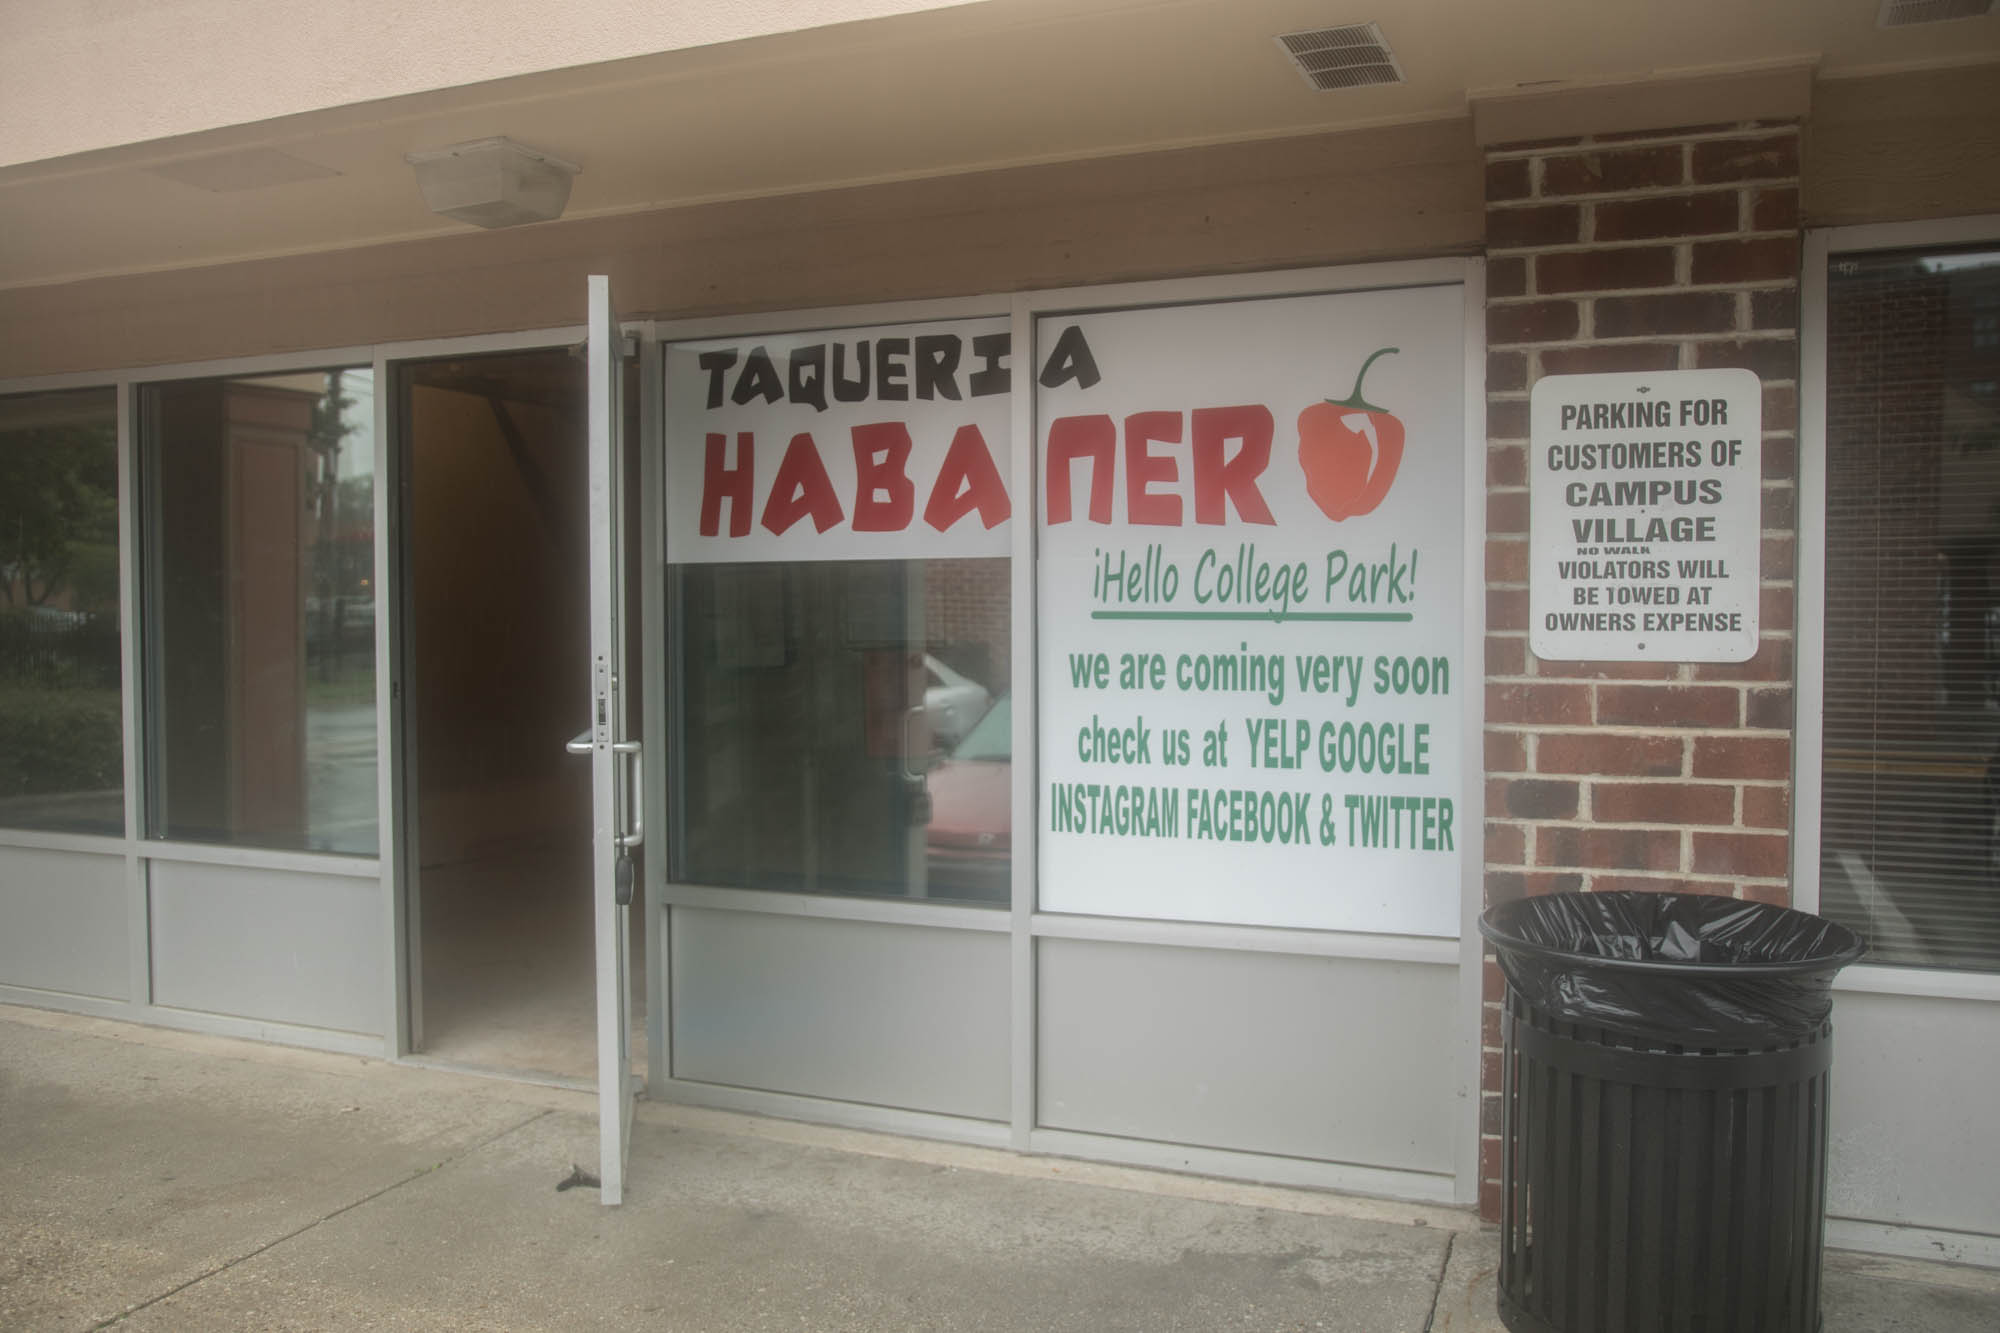 TAQUERIA
HABANER
¡Hello College Park!
we are coming very soon
check us at YELP GOOGLE
INSTAGRAM FACEBOOK & TWITTER
PARKING FOR
CUSTOMERS OF
CAMPUS
VILLAGE
NO WALK
VIOLATORS WILL
BE TOWED AT
OWNERS EXPENSE